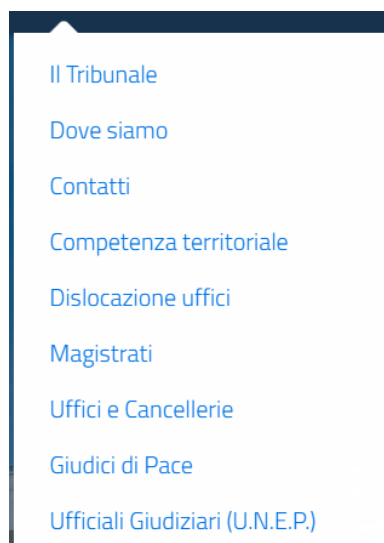 Il Tribunale
Dove siamo
Contatti
Competenza territoriale
Dislocazione uffici
Magistrati
Uffici e Cancellerie
Giudici di Pace
Ufficiali Giudiziari (U.N.E.P.)